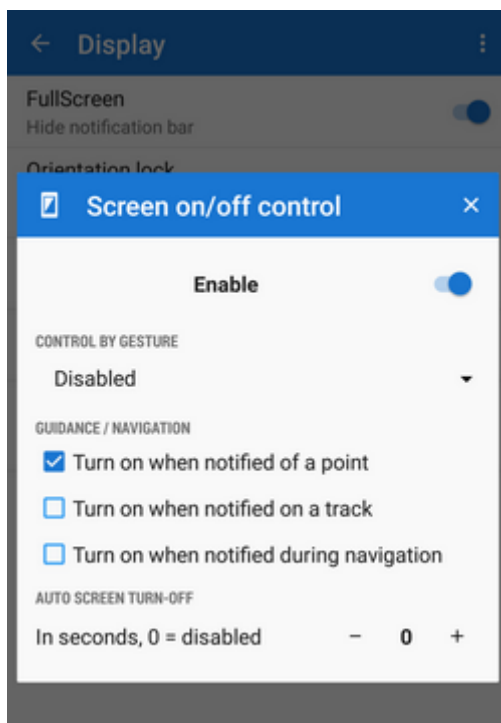 Display
FullScreen
Hide notification bar
Orientation lock
Screen on/off control
Enable
CONTROL BY GESTURE
Disabled
GUIDANCE / NAVIGATION
Turn on when notified of a point
Turn on when notified on a track
Turn on when notified during navigation
AUTO SCREEN TURN-OFF
In seconds, 0 = disabled − 0 +